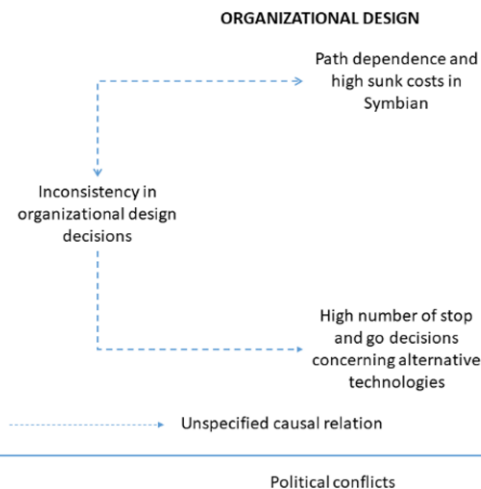 ORGANIZATIONAL DESIGN
Path dependence and
high sunk costs in
Symbian
Inconsistency in
organizational design
decisions
High number of stop
and go decisions
concerning alternative
technologies
Unspecified causal relation
Political conflicts